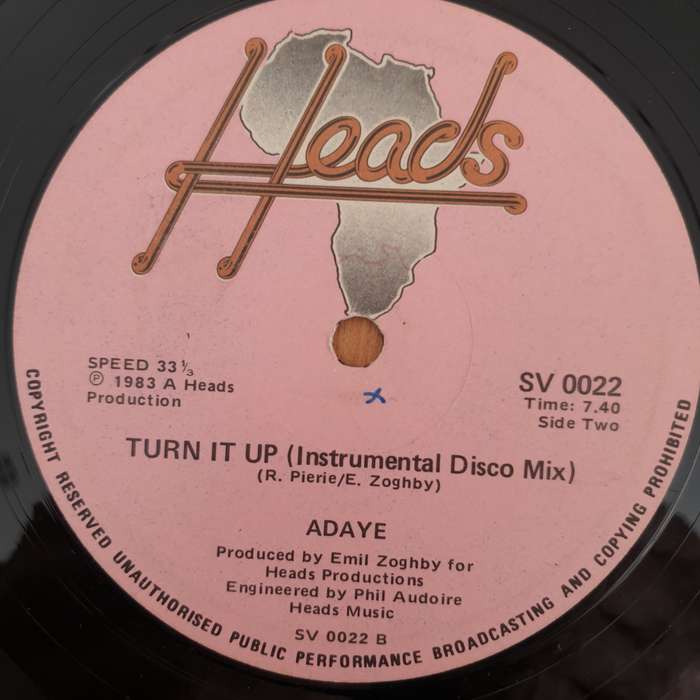 Heads
SPEED 33⅓
℗ 1983 A Heads
Production
SV 0022
Time: 7.40
Side Two
TURN IT UP (Instrumental Disco Mix)
(R. Pierie/E. Zoghby)
ADAYE
Produced by Emil Zoghby for
Heads Productions
Engineered by Phil Audoire
Heads Music
SV 0022 B
COPYRIGHT RESERVED UNAUTHORISED PUBLIC PERFORMANCE BROADCASTING AND COPYING PROHIBITED